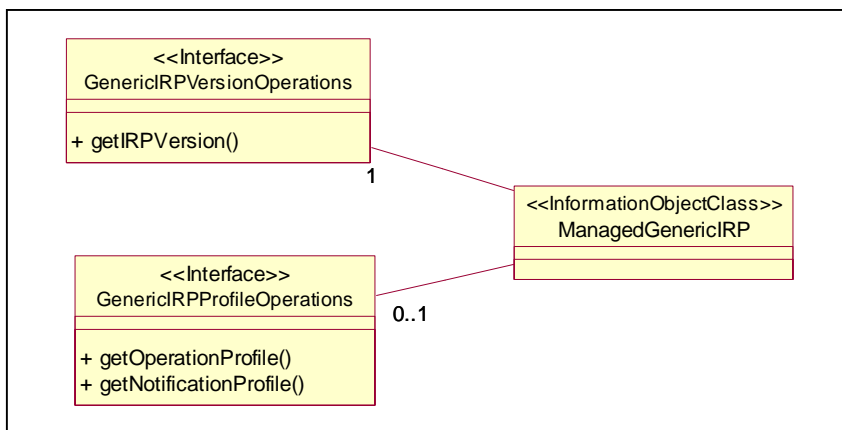 <<Interface>>
GenericIRPVersionOperations
+ getIRPVersion()
1
<<InformationObjectClass>>
ManagedGenericIRP
<<Interface>>
GenericIRPProfileOperations
0..1
+ getOperationProfile()
+ getNotificationProfile()